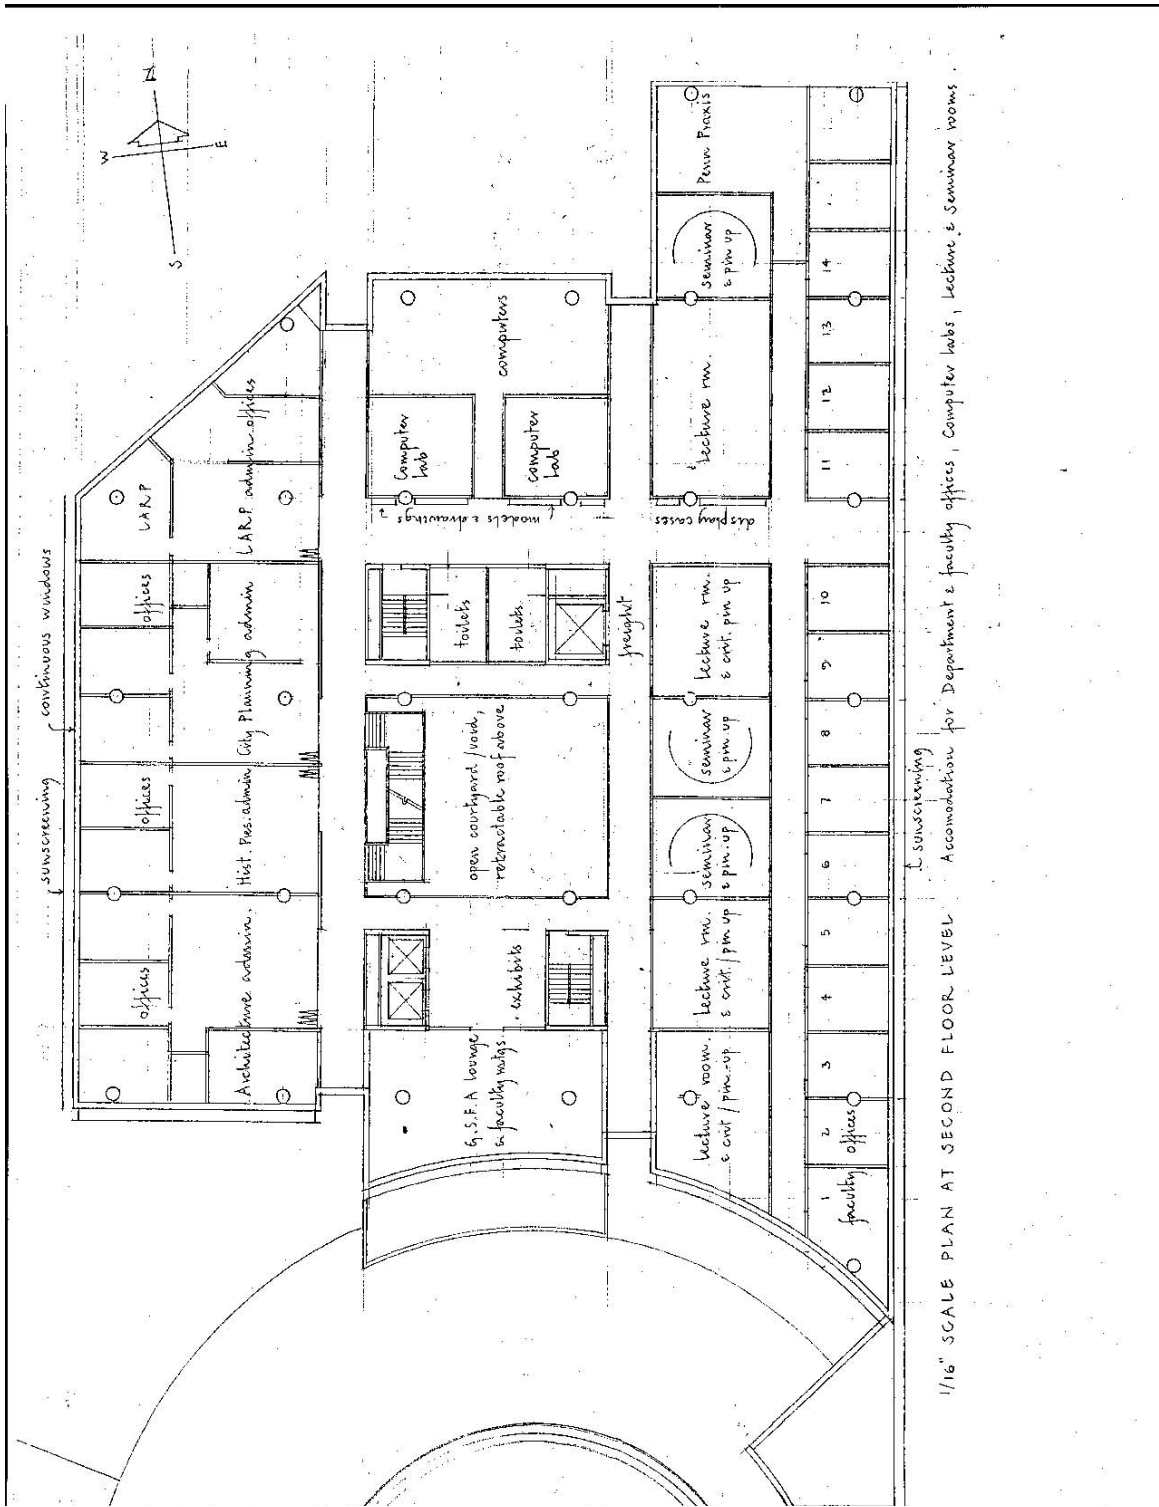 N
W
E
S
continuous windows
sunscreening
LARP
offices
offices
offices
LARP admin offices
City Planning admin
Hist. Pres. admin
Architecture admin.
computers
Computer
Lab
computer
Lab
models & drawings
display cases
toilets
toilets
freight
open courtyard / void,
retractable roof above
exhibits
G.S.F.A lounge
& faculty mtgs.
Penn Praxis
seminar
& pin up
Lecture rm.
lecture rm.
& crit. pin up
seminar
& pin up
seminar
& pin-up
Lecture rm.
& crit. / pin up
lecture room.
& crit / pin-up
14
13
12
11
10
9
8
7
6
5
4
3
2
1
faculty offices
sunscreening
1/16" SCALE PLAN AT SECOND FLOOR LEVEL
Accomodation for Department & faculty offices, Computer labs, Lecture & Seminar rooms.